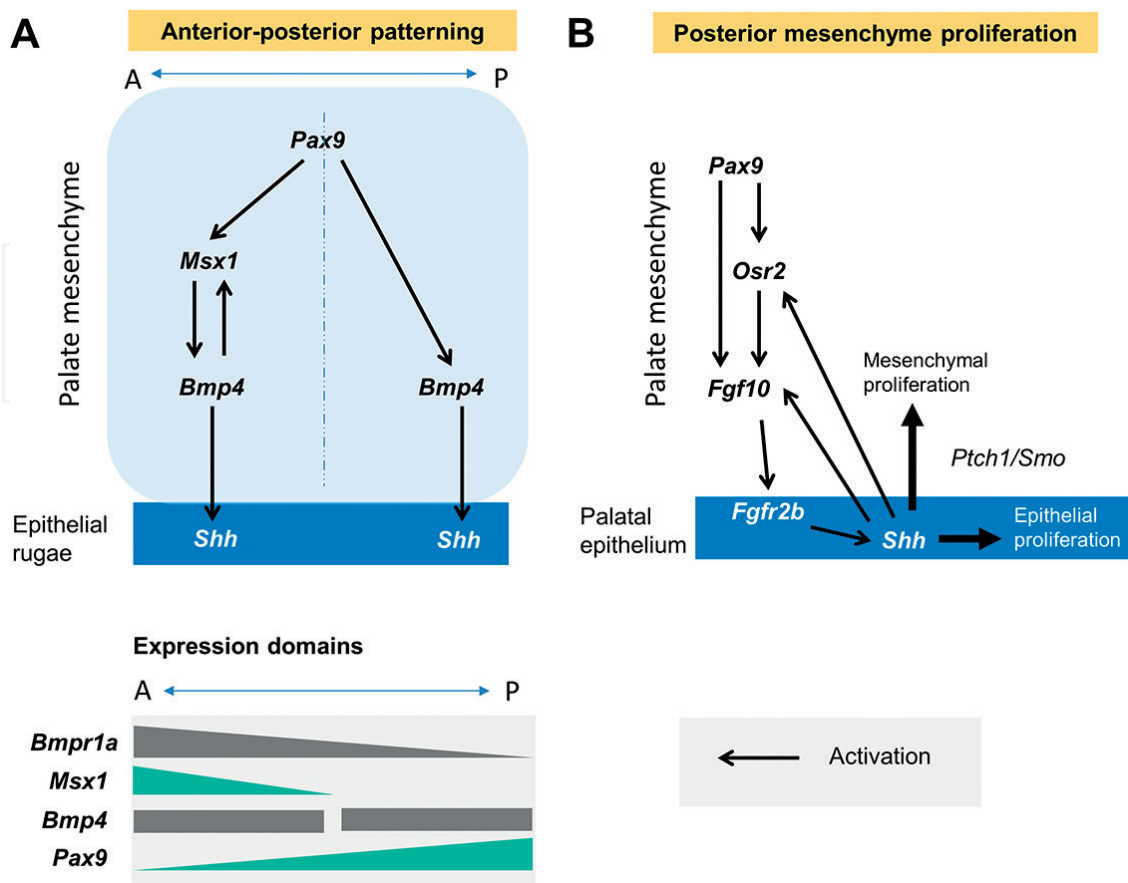 A
Anterior-posterior patterning
A
P
Palate mesenchyme
Pax9
Msx1
Bmp4
Bmp4
Epithelial
rugae
Shh
Shh
Expression domains
A
P
Bmpr1a
Msx1
Bmp4
Pax9
B
Posterior mesenchyme proliferation
Palate mesenchyme
Pax9
Osr2
Fgf10
Mesenchymal
proliferation
Ptch1/Smo
Palatal
epithelium
Fgfr2b
Shh
Epithelial
proliferation
Activation